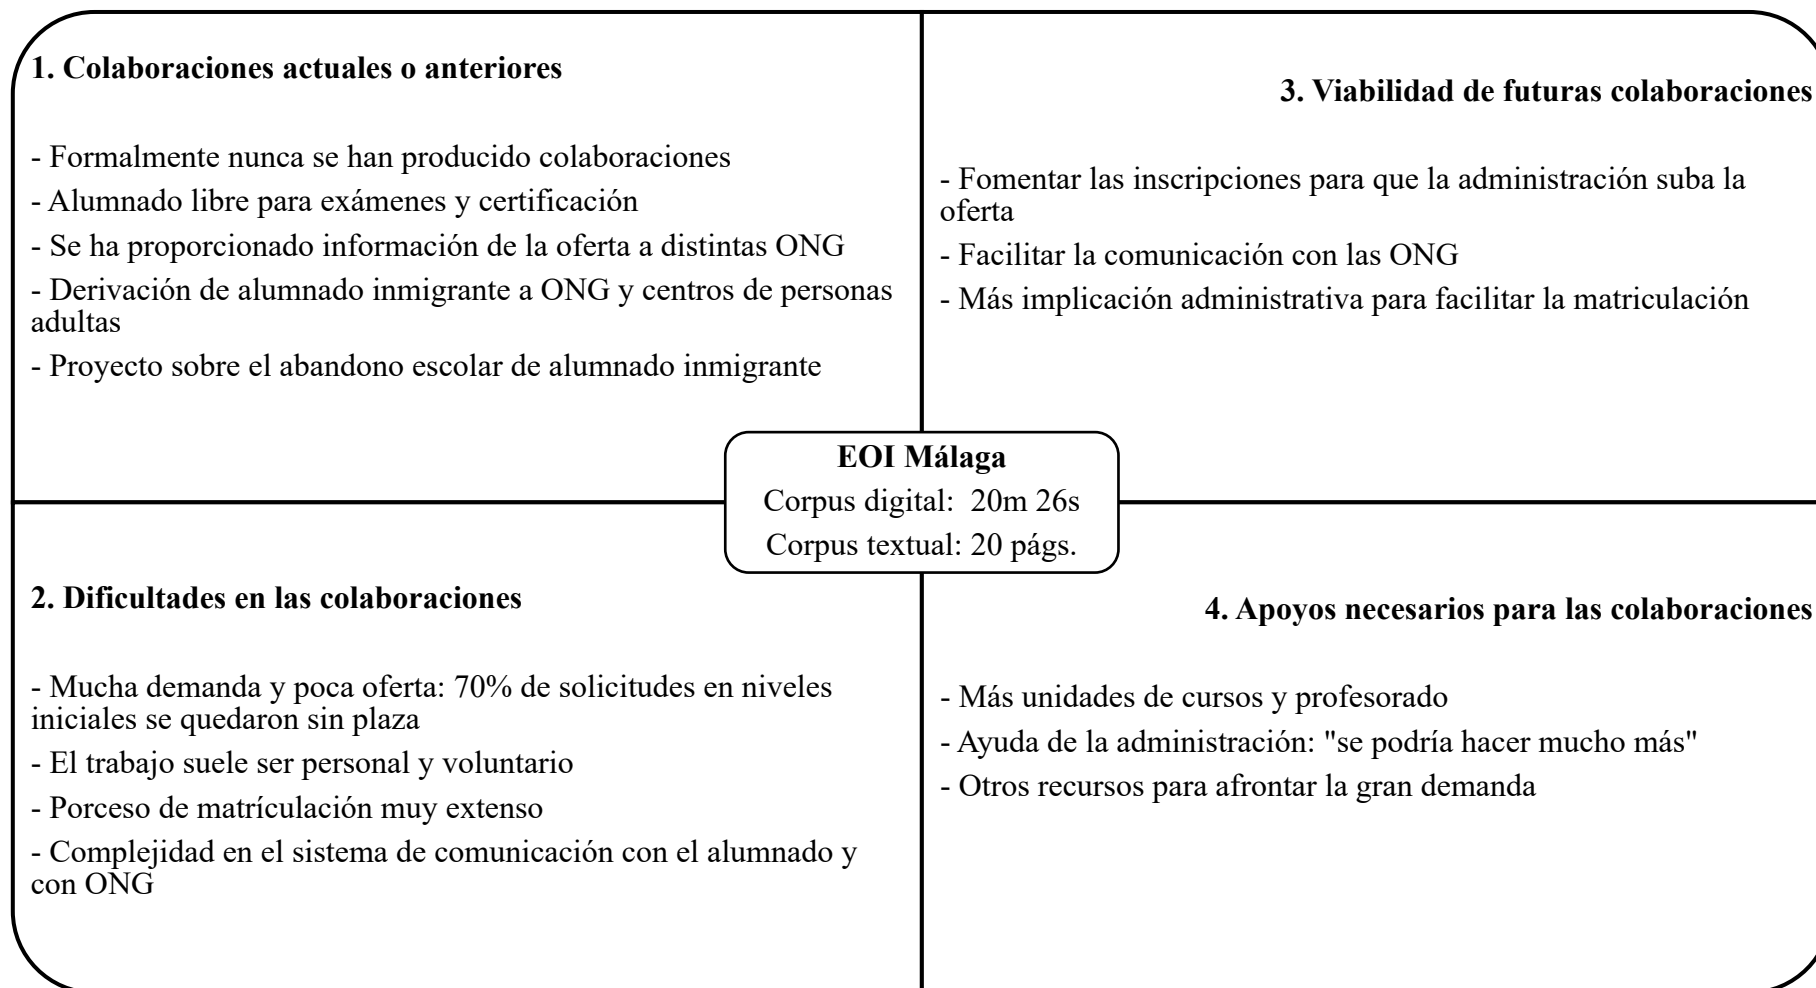 1. Colaboraciones actuales o anteriores
- Formalmente nunca se han producido colaboraciones
- Alumnado libre para exámenes y certificación
- Se ha proporcionado información de la oferta a distintas ONG
- Derivación de alumnado inmigrante a ONG y centros de personas
adultas
- Proyecto sobre el abandono escolar de alumnado inmigrante
3. Viabilidad de futuras colaboraciones
- Fomentar las inscripciones para que la administración suba la
oferta
- Facilitar la comunicación con las ONG
- Más implicación administrativa para facilitar la matriculación
EOI Málaga
Corpus digital: 20m 26s
Corpus textual: 20 págs.
2. Dificultades en las colaboraciones
- Mucha demanda y poca oferta: 70% de solicitudes en niveles
iniciales se quedaron sin plaza
- El trabajo suele ser personal y voluntario
- Porceso de matrículación muy extenso
- Complejidad en el sistema de comunicación con el alumnado y
con ONG
4. Apoyos necesarios para las colaboraciones
- Más unidades de cursos y profesorado
- Ayuda de la administración: "se podría hacer mucho más"
- Otros recursos para afrontar la gran demanda